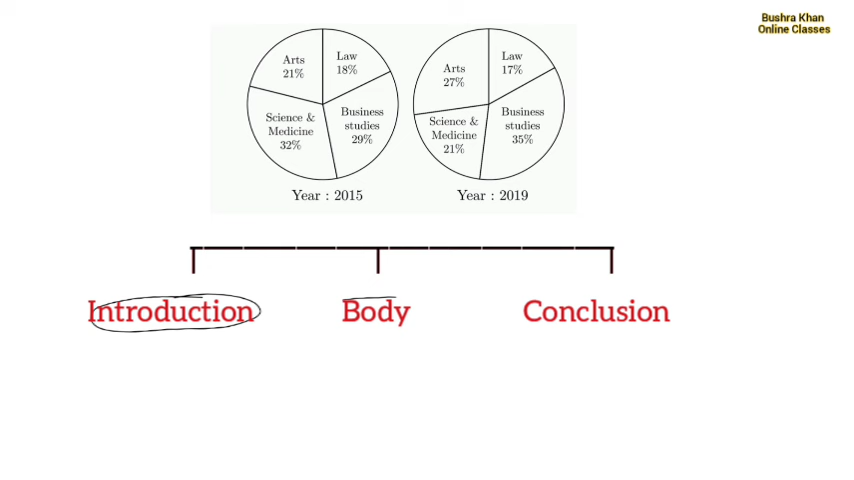 Bushra Khan
Online Classes
Arts
21%
Law
18%
Science &
Medicine
32%
Business
studies
29%
Year : 2015
Arts
27%
Law
17%
Science &
Medicine
21%
Business
studies
35%
Year : 2019
Introduction
Body
Conclusion